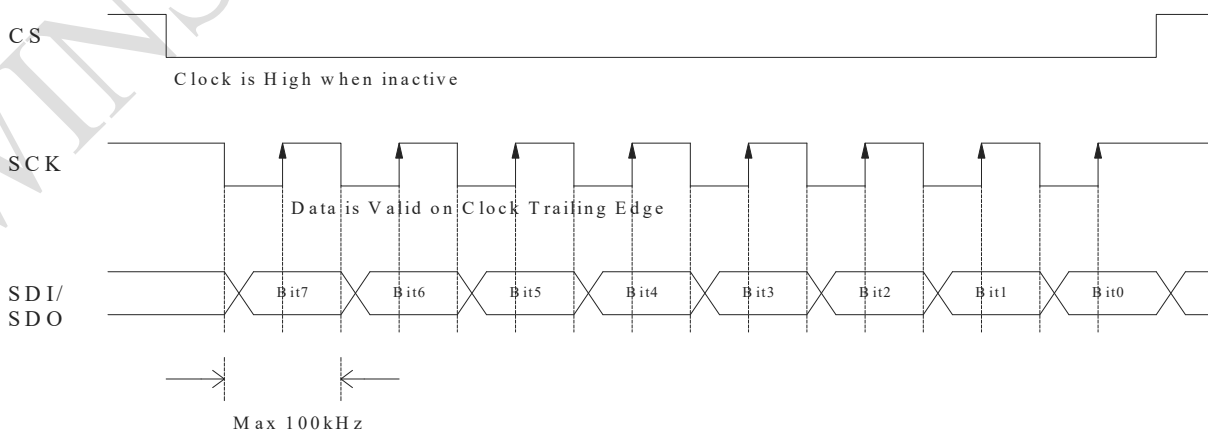 CS
Clock is High when inactive
SCK
Data is Valid on Clock Trailing Edge
SDI/
SDO
Bit7 Bit6 Bit5 Bit4 Bit3 Bit2 Bit1 Bit0
Max 100kHz